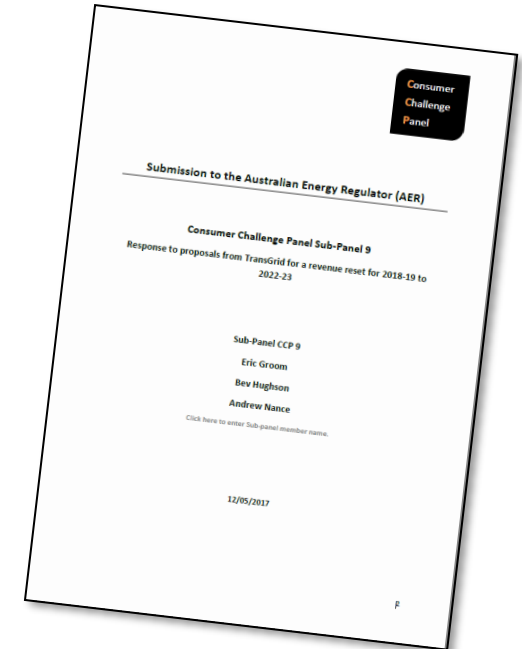 Consumer
Challenge
Panel
Submission to the Australian Energy Regulator (AER)
Consumer Challenge Panel Sub-Panel 9
Response to proposals from TransGrid for a revenue reset for 2018-19 to
2022-23
Sub-Panel CCP 9
Eric Groom
Bev Hughson
Andrew Nance
Click here to enter Sub-panel member name.
12/05/2017
F